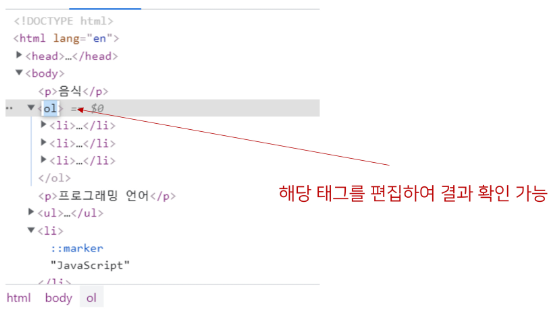 <!DOCTYPE html>
<html lang="en">
<head>…</head>
<body>
<p>음식</p>
<ol> == $0
<li>…</li>
<li>…</li>
<li>…</li>
</ol>
<p>프로그래밍 언어</p>
<ul>…</ul>
<li>
::marker
"JavaScript"
</li>
html body ol
해당 태그를 편집하여 결과 확인 가능